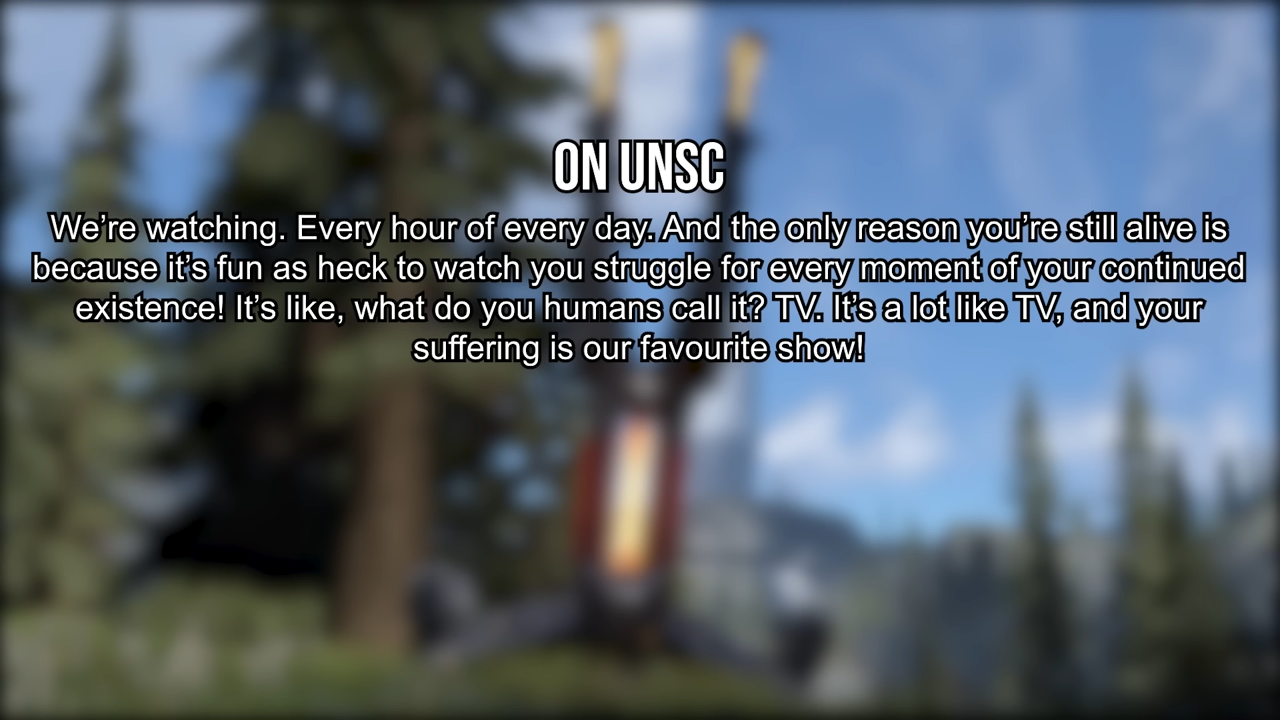 ON UNSC
We’re watching. Every hour of every day. And the only reason you’re still alive is
because it’s fun as heck to watch you struggle for every moment of your continued
existence! It’s like, what do you humans call it? TV. It’s a lot like TV, and your
suffering is our favourite show!